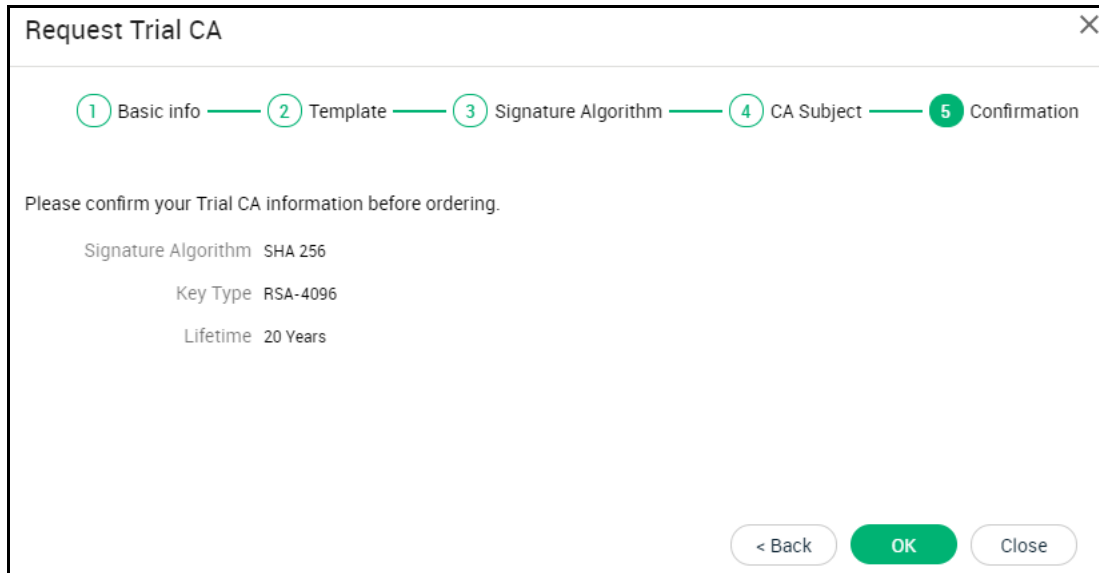 Request Trial CA
1 Basic info 2 Template 3 Signature Algorithm 4 CA Subject 5 Confirmation
Please confirm your Trial CA information before ordering.
Signature Algorithm SHA 256
Key Type RSA-4096
Lifetime 20 Years
< Back OK Close